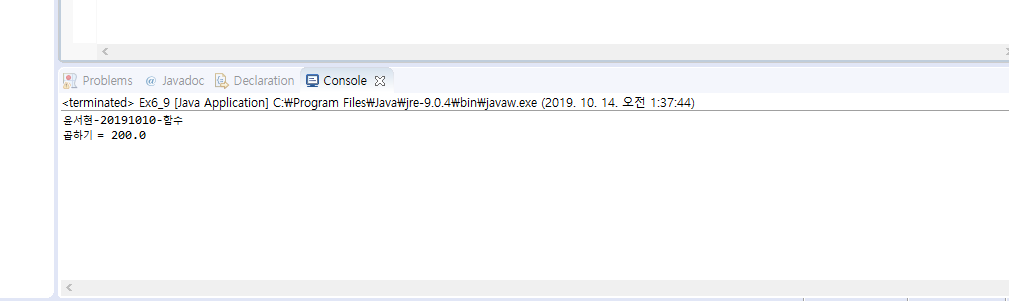 Problems @ Javadoc Declaration Console
<terminated> Ex6_9 [Java Application] C:₩Program Files₩Java₩jre-9.0.4₩bin₩javaw.exe (2019. 10. 14. 오전 1:37:44)
윤서현-20191010-함수
곱하기 = 200.0